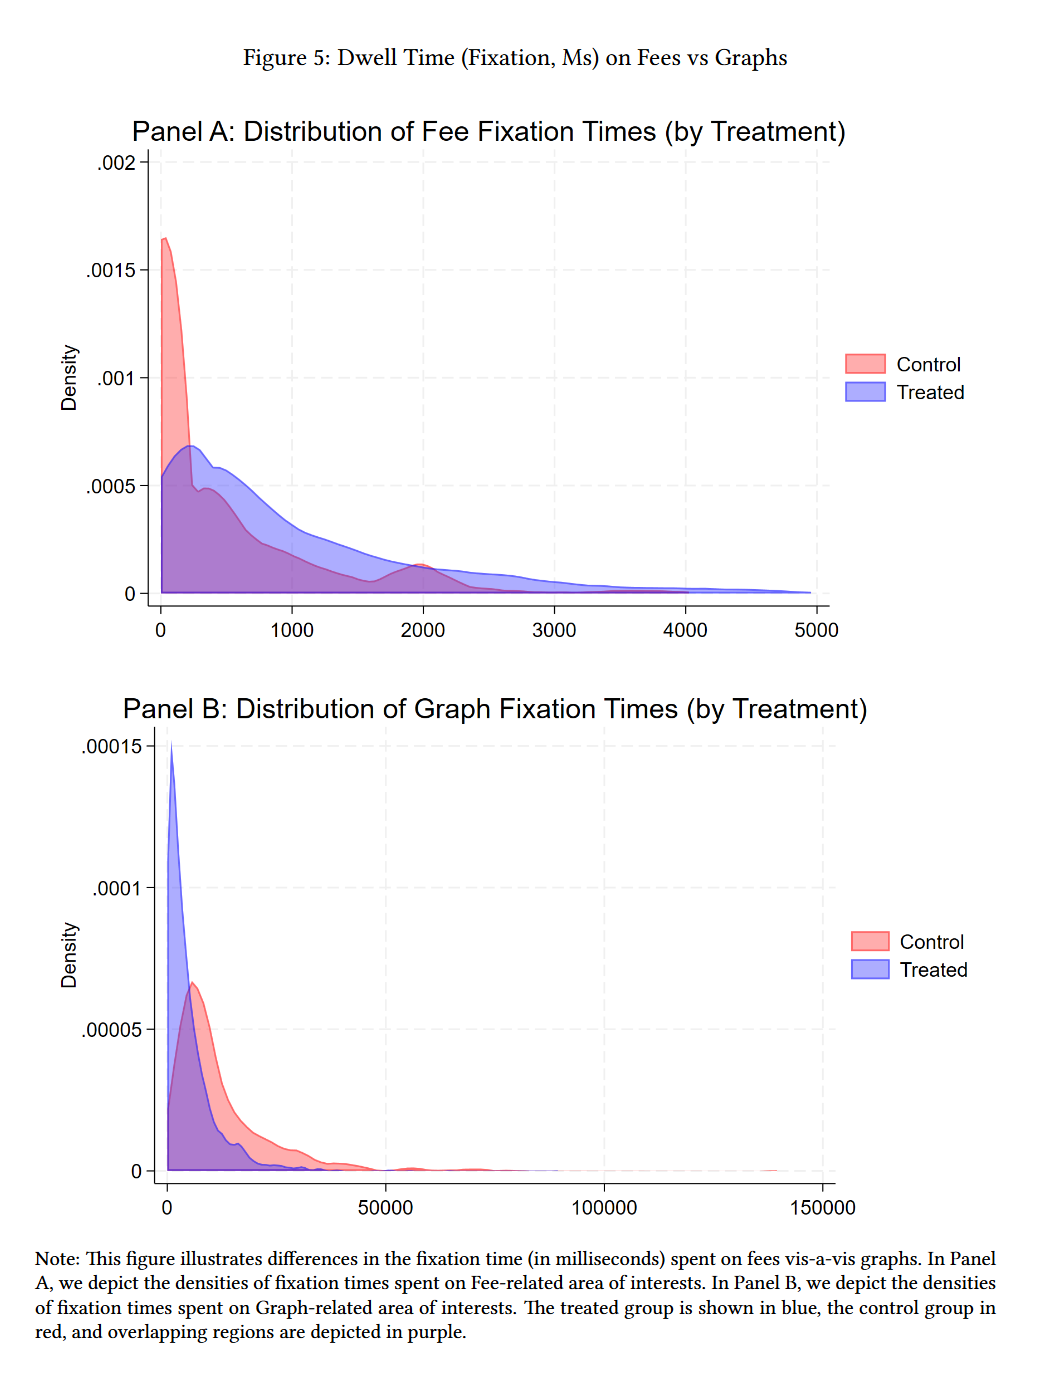 Figure 5: Dwell Time (Fixation, Ms) on Fees vs Graphs
Panel A: Distribution of Fee Fixation Times (by Treatment)
.002
.0015
.001
.0005
0
Density
0 1000 2000 3000 4000 5000
Control
Treated
Panel B: Distribution of Graph Fixation Times (by Treatment)
.00015
.0001
.00005
0
Density
0 50000 100000 150000
Control
Treated
Note: This figure illustrates differences in the fixation time (in milliseconds) spent on fees vis-a-vis graphs. In Panel
A, we depict the densities of fixation times spent on Fee-related area of interests. In Panel B, we depict the densities
of fixation times spent on Graph-related area of interests. The treated group is shown in blue, the control group in
red, and overlapping regions are depicted in purple.